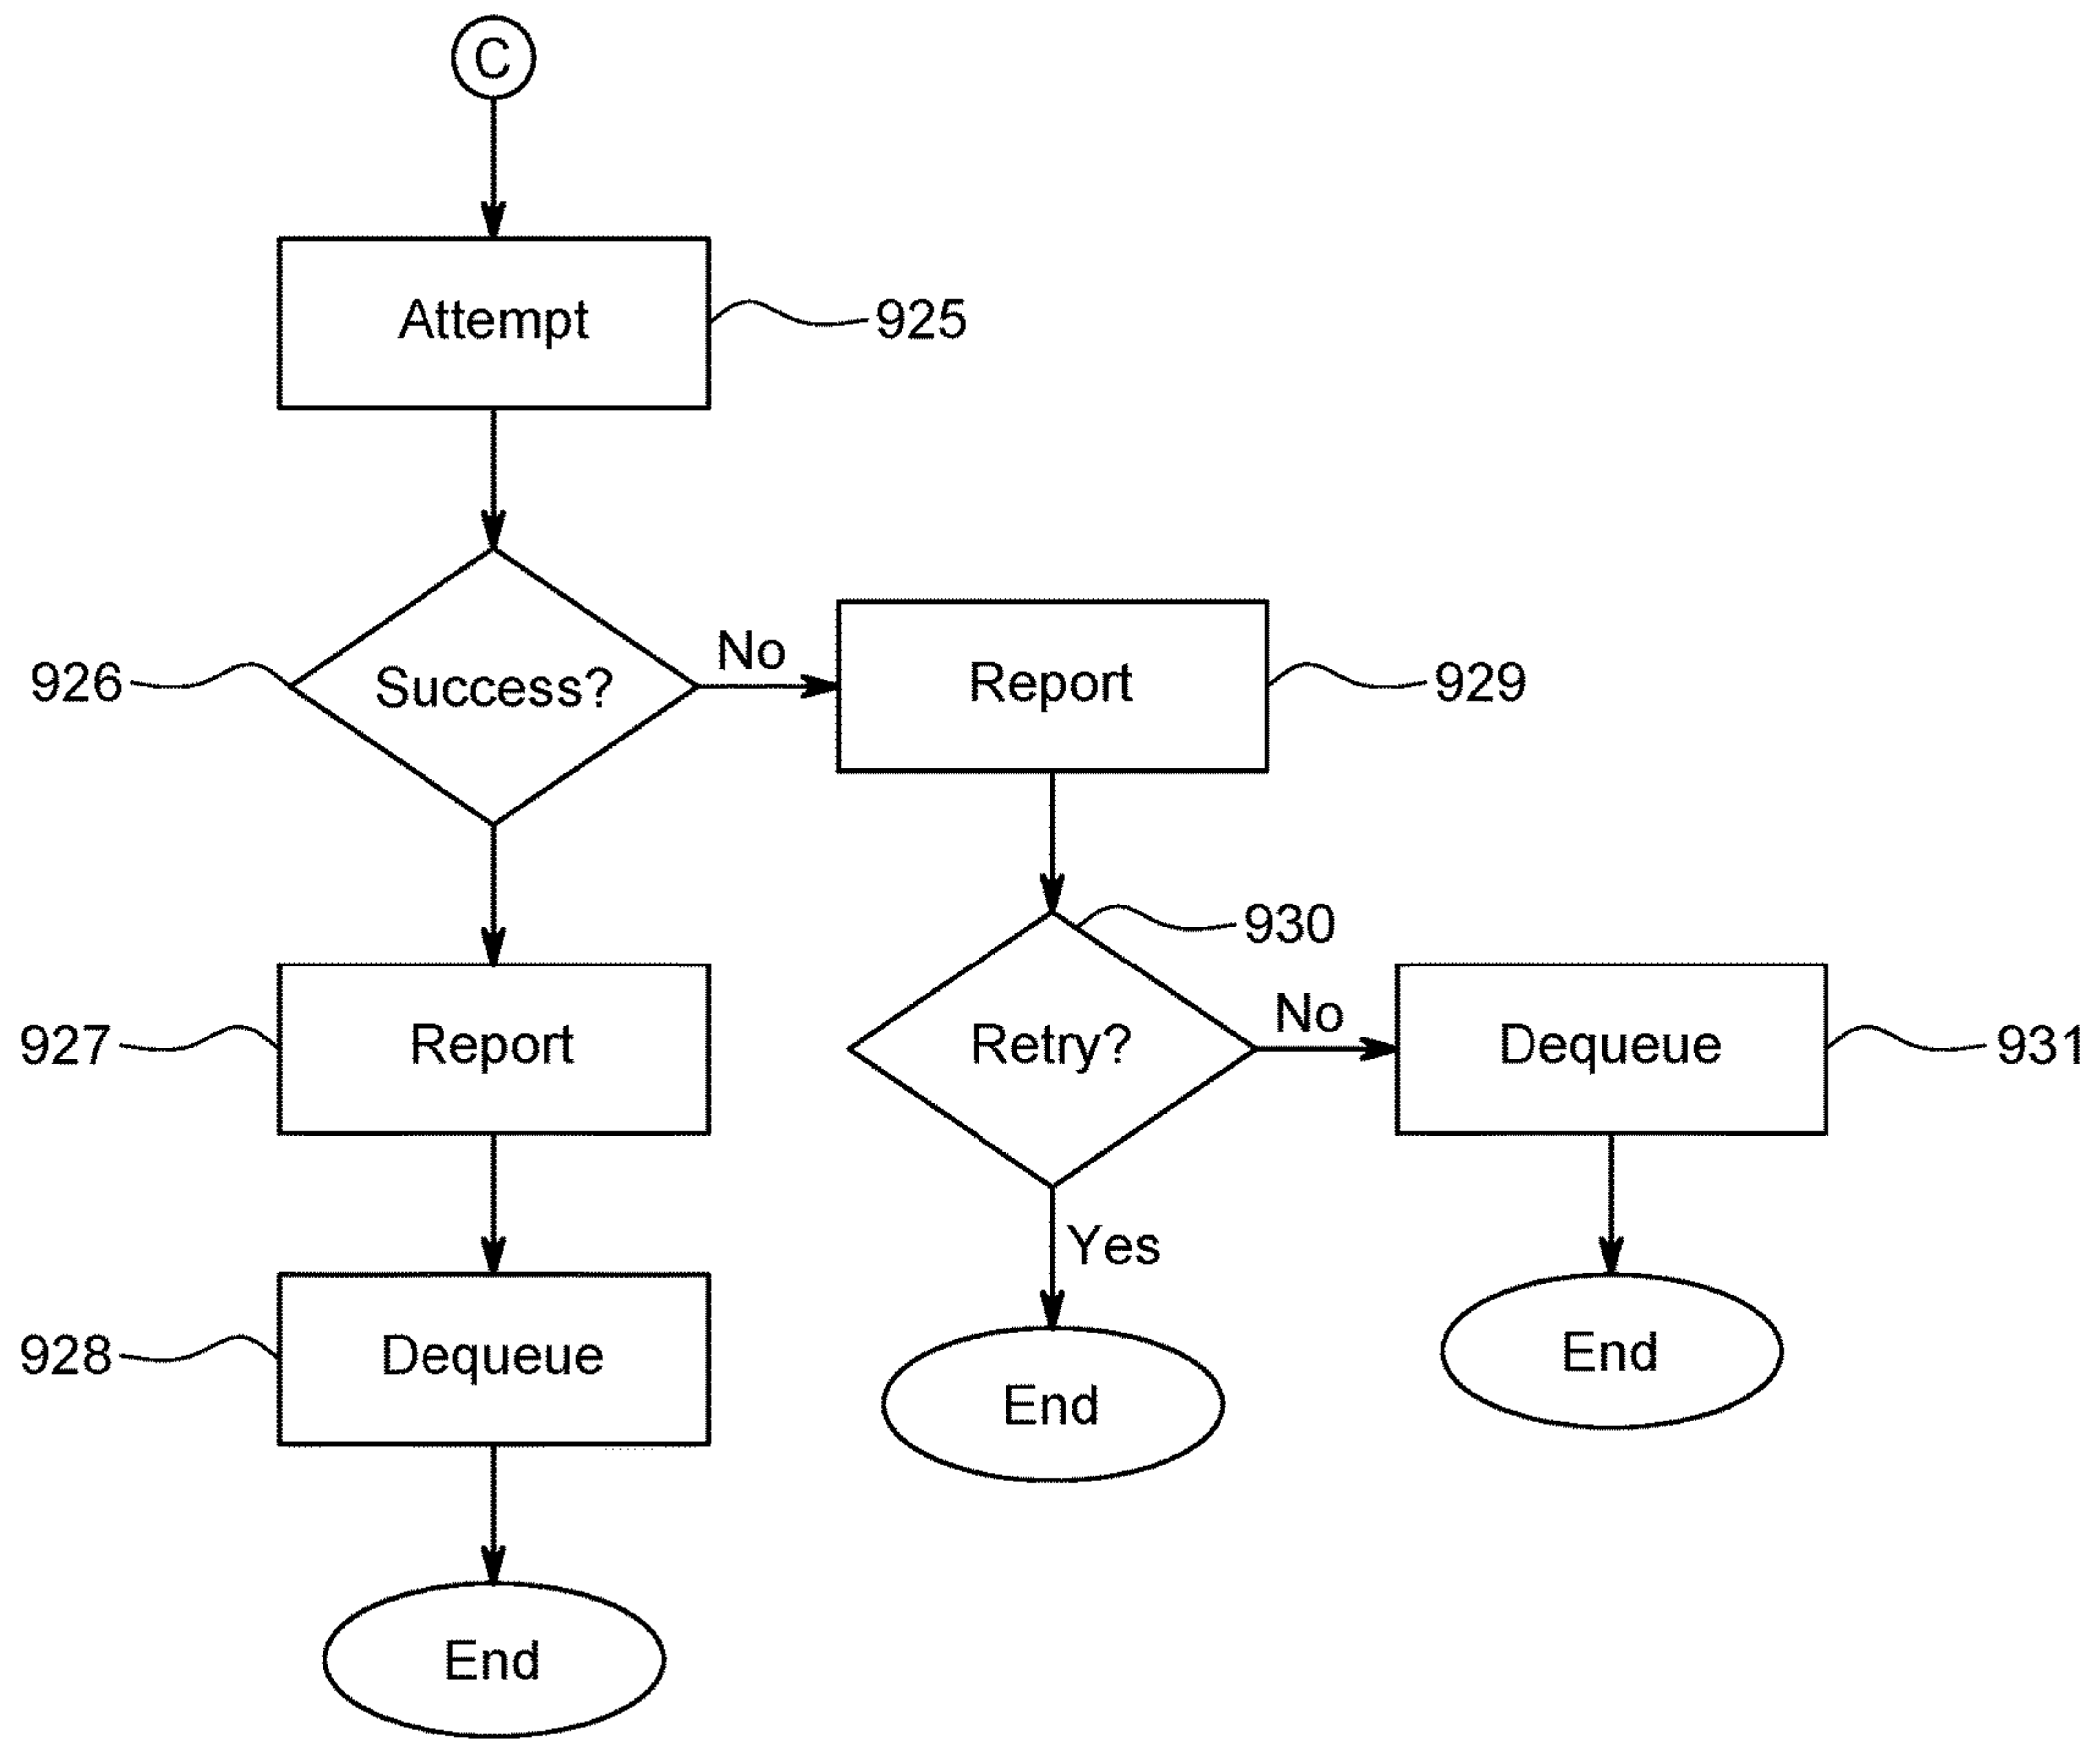 C
Attempt
925
926
Success?
No
Report
929
930
927
Report
Retry?
No
Dequeue
931
Yes
928
Dequeue
End
End
End